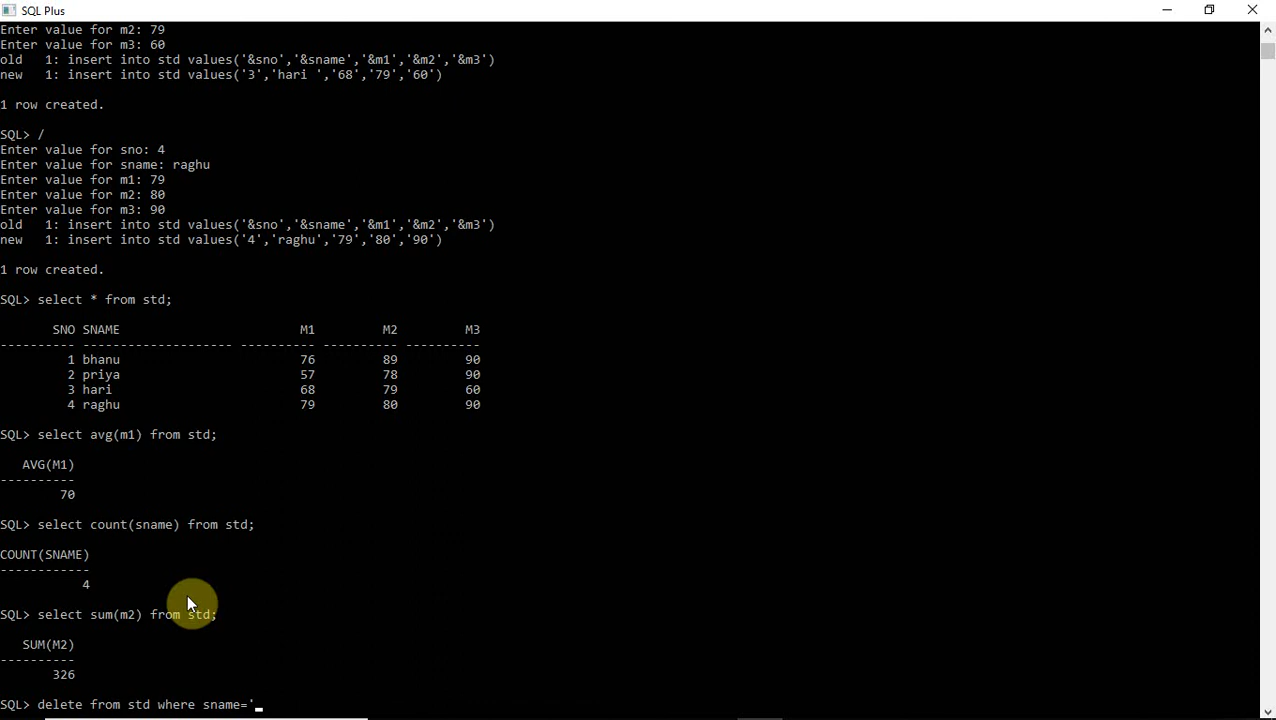 SQL Plus
Enter value for m2: 79
Enter value for m3: 60
old   1: insert into std values('&sno','&sname','&m1','&m2','&m3')
new   1: insert into std values('3','hari ','68','79','60')
1 row created.
SQL> /
Enter value for sno: 4
Enter value for sname: raghu
Enter value for m1: 79
Enter value for m2: 80
Enter value for m3: 90
old   1: insert into std values('&sno','&sname','&m1','&m2','&m3')
new   1: insert into std values('4','raghu','79','80','90')
1 row created.
SQL> select * from std;
       SNO SNAME                        M1         M2         M3
---------- -------------------- ---------- ---------- ----------
         1 bhanu                        76         89         90
         2 priya                        57         78         90
         3 hari                         68         79         60
         4 raghu                        79         80         90
SQL> select avg(m1) from std;
   AVG(M1)
----------
        70
SQL> select count(sname) from std;
COUNT(SNAME)
------------
           4
SQL> select sum(m2) from std;
   SUM(M2)
----------
       326
SQL> delete from std where sname='_